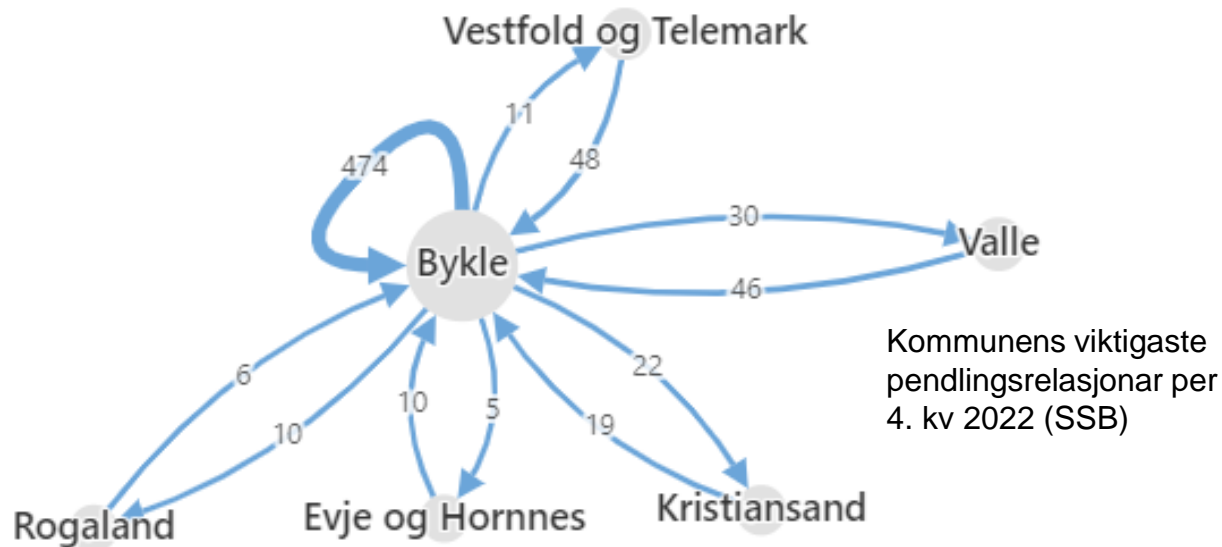 Vestfold og Telemark
11
474
48
30
Valle
Bykle
46
Kommunens viktigaste
pendlingsrelasjonar per
4. kv 2022 (SSB)
22
6
10
5
19
10
Kristiansand
Evje og Hornnes
Rogaland